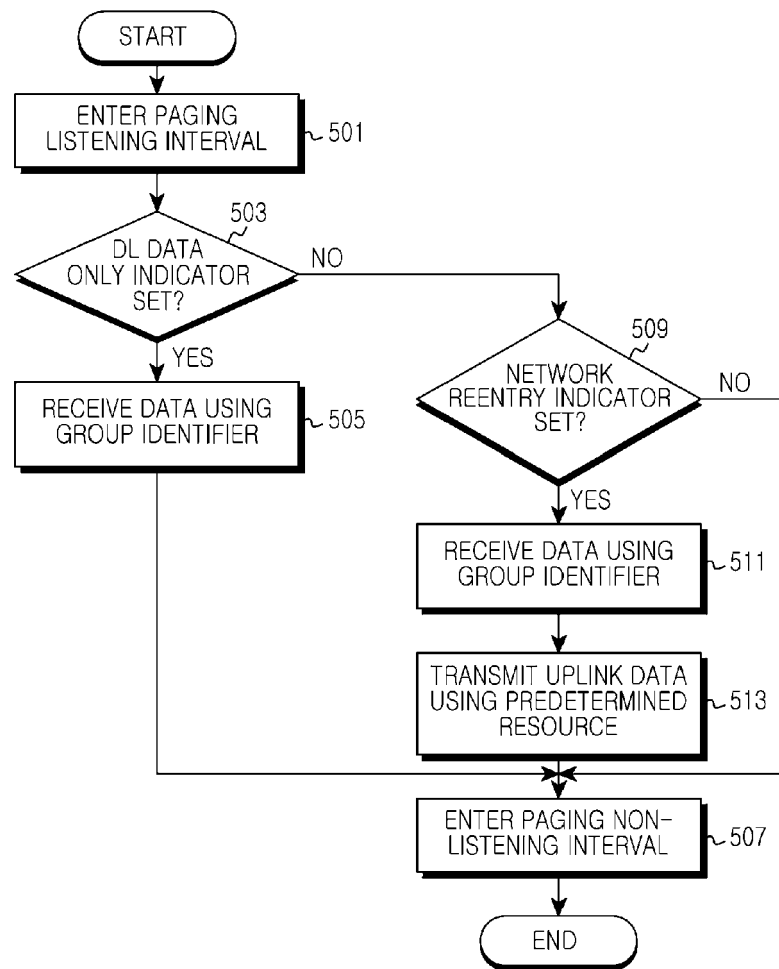 START
ENTER PAGING
LISTENING INTERVAL
501
503
DL DATA
ONLY INDICATOR
SET?
NO
YES
RECEIVE DATA USING
GROUP IDENTIFIER
505
509
NETWORK
REENTRY INDICATOR
SET?
NO
YES
RECEIVE DATA USING
GROUP IDENTIFIER
511
TRANSMIT UPLINK DATA
USING PREDETERMINED
RESOURCE
513
ENTER PAGING NON-
LISTENING INTERVAL
507
END